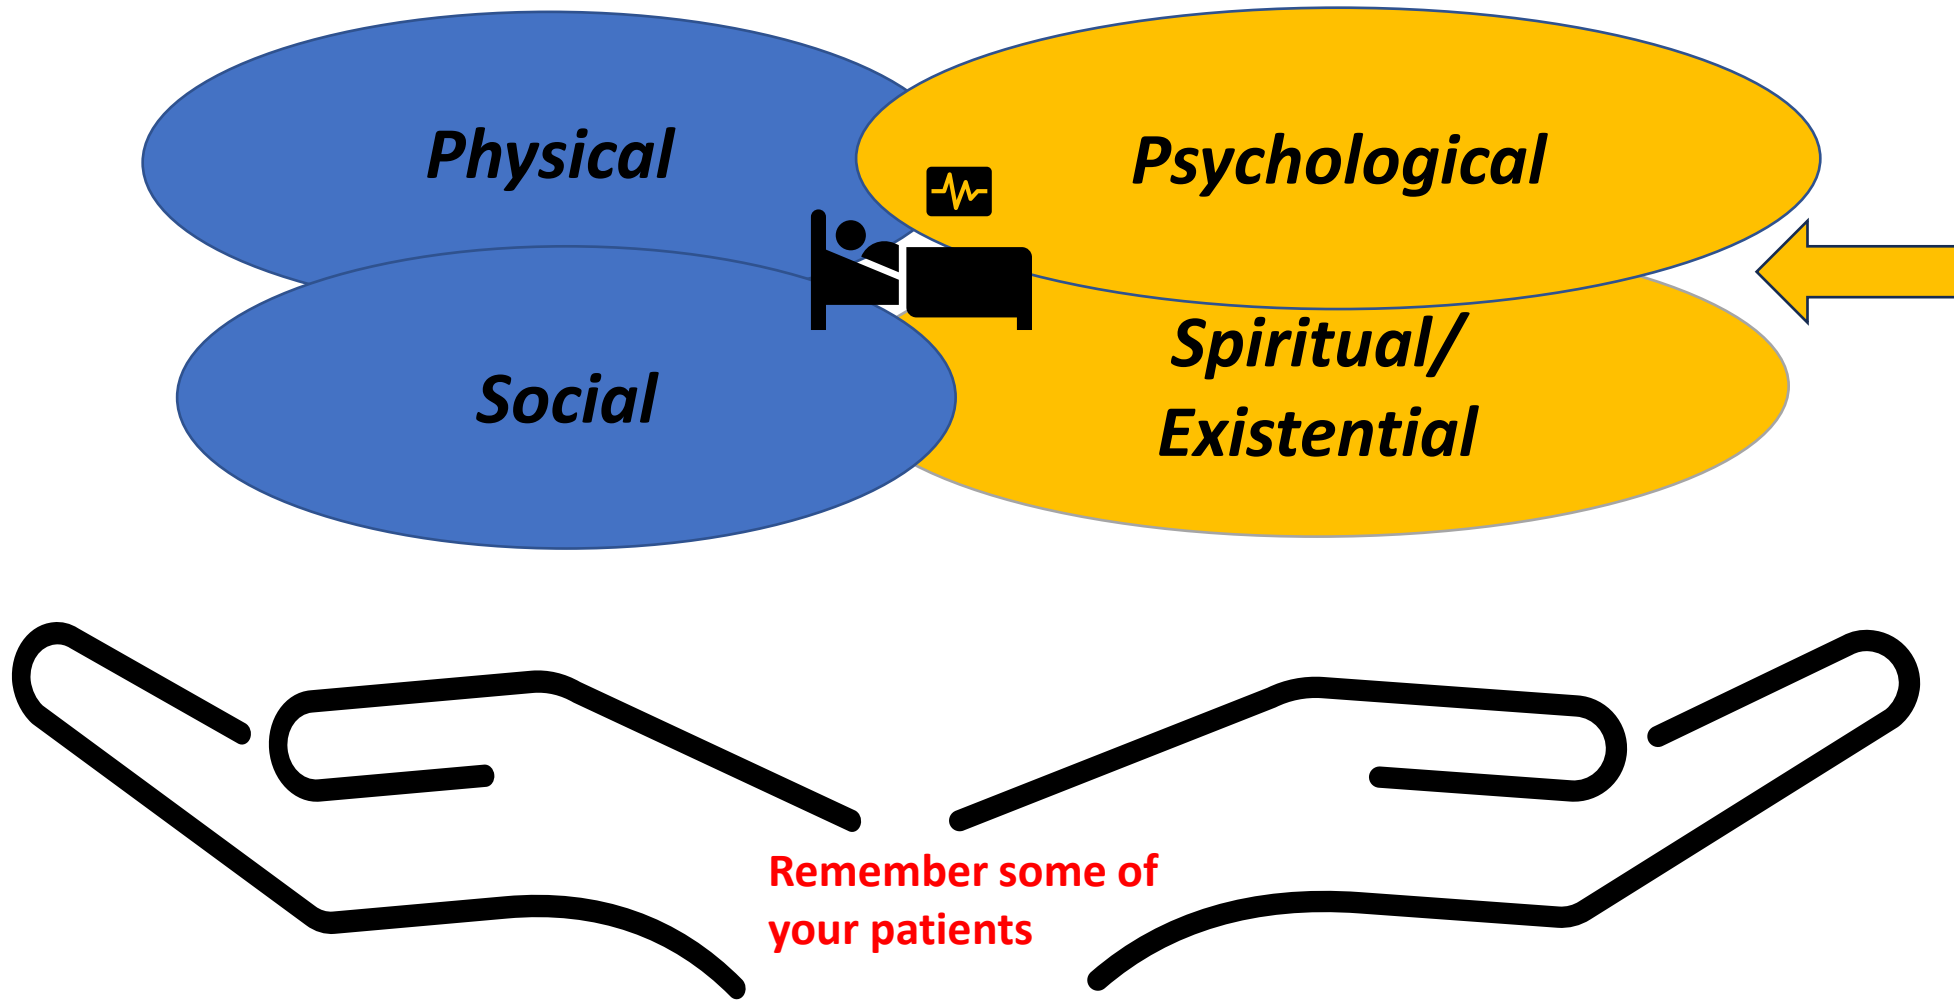 Physical
Psychological
Social
Spiritual/
Existential
Remember some of
your patients